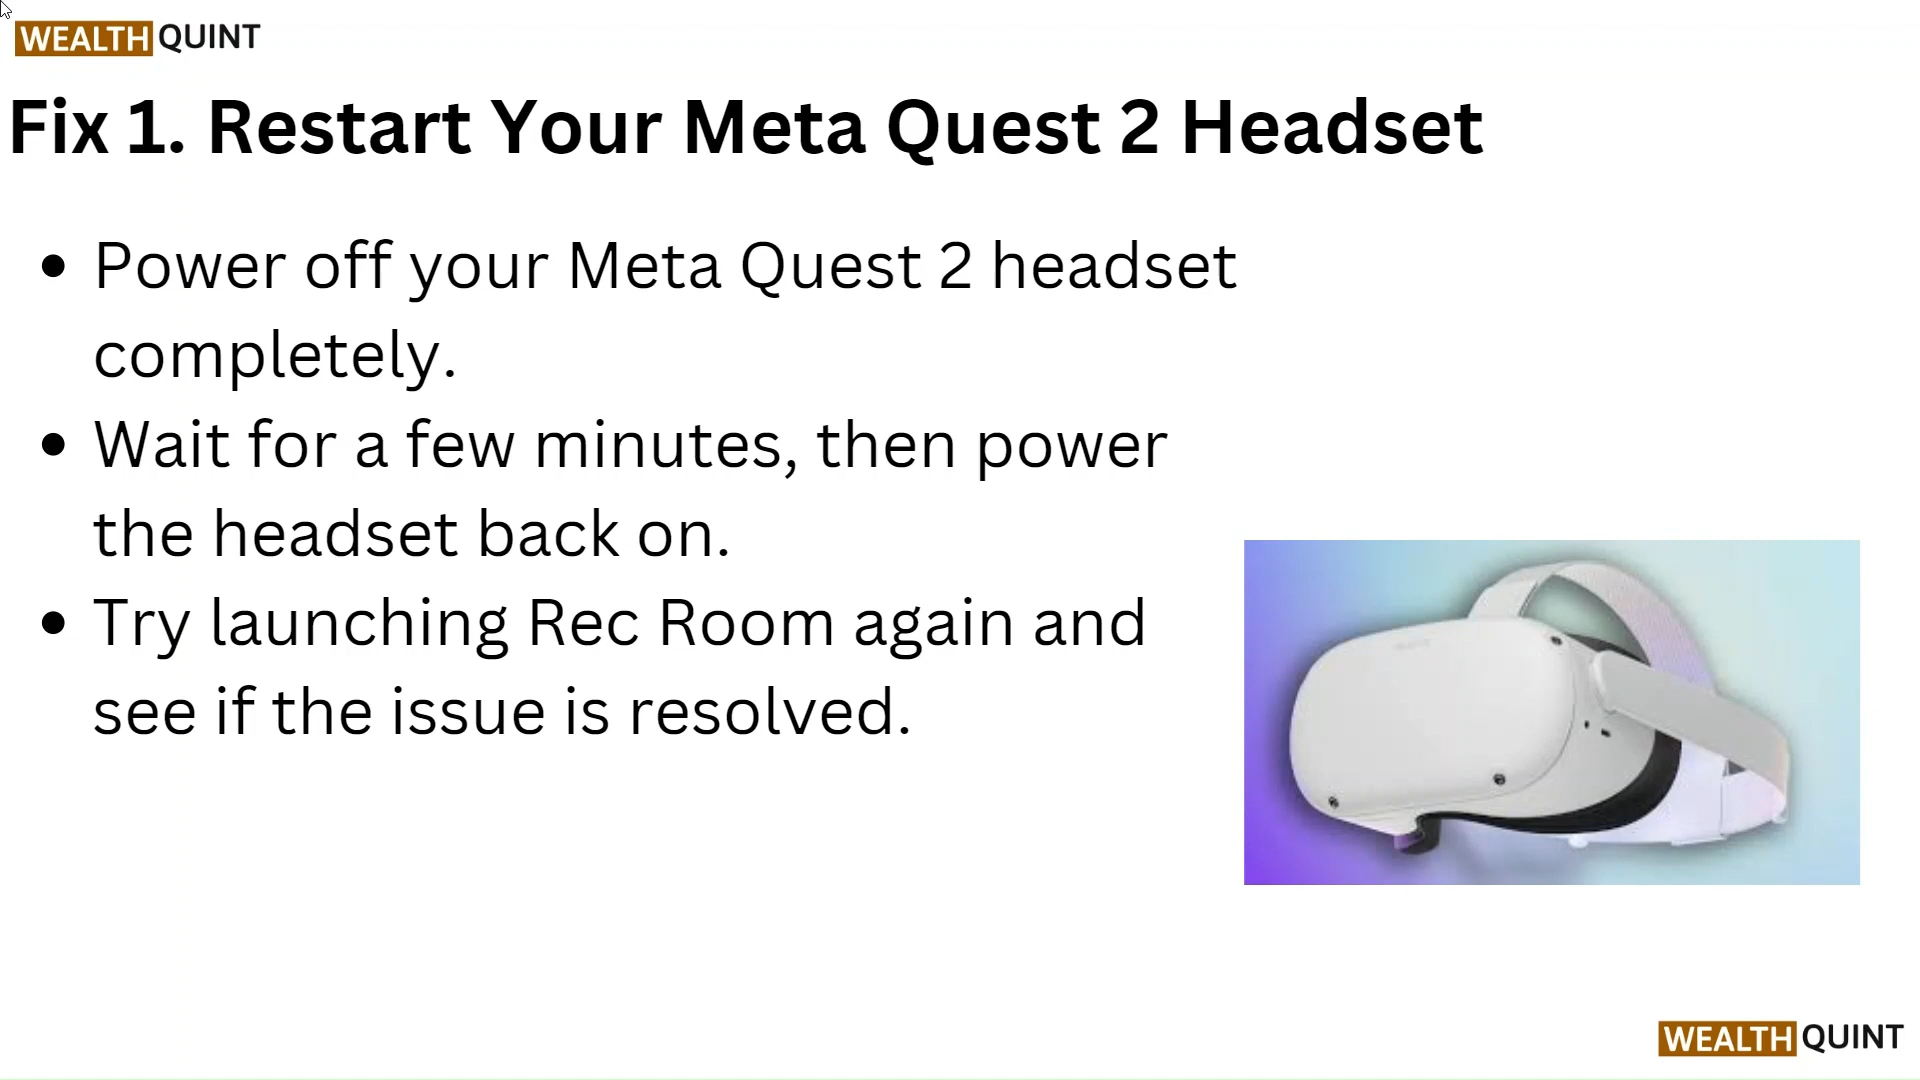 WEALTH QUINT
Fix 1. Restart Your Meta Quest 2 Headset
• Power off your Meta Quest 2 headset
completely.
• Wait for a few minutes, then power
the headset back on.
• Try launching Rec Room again and
see if the issue is resolved.
WEALTH QUINT